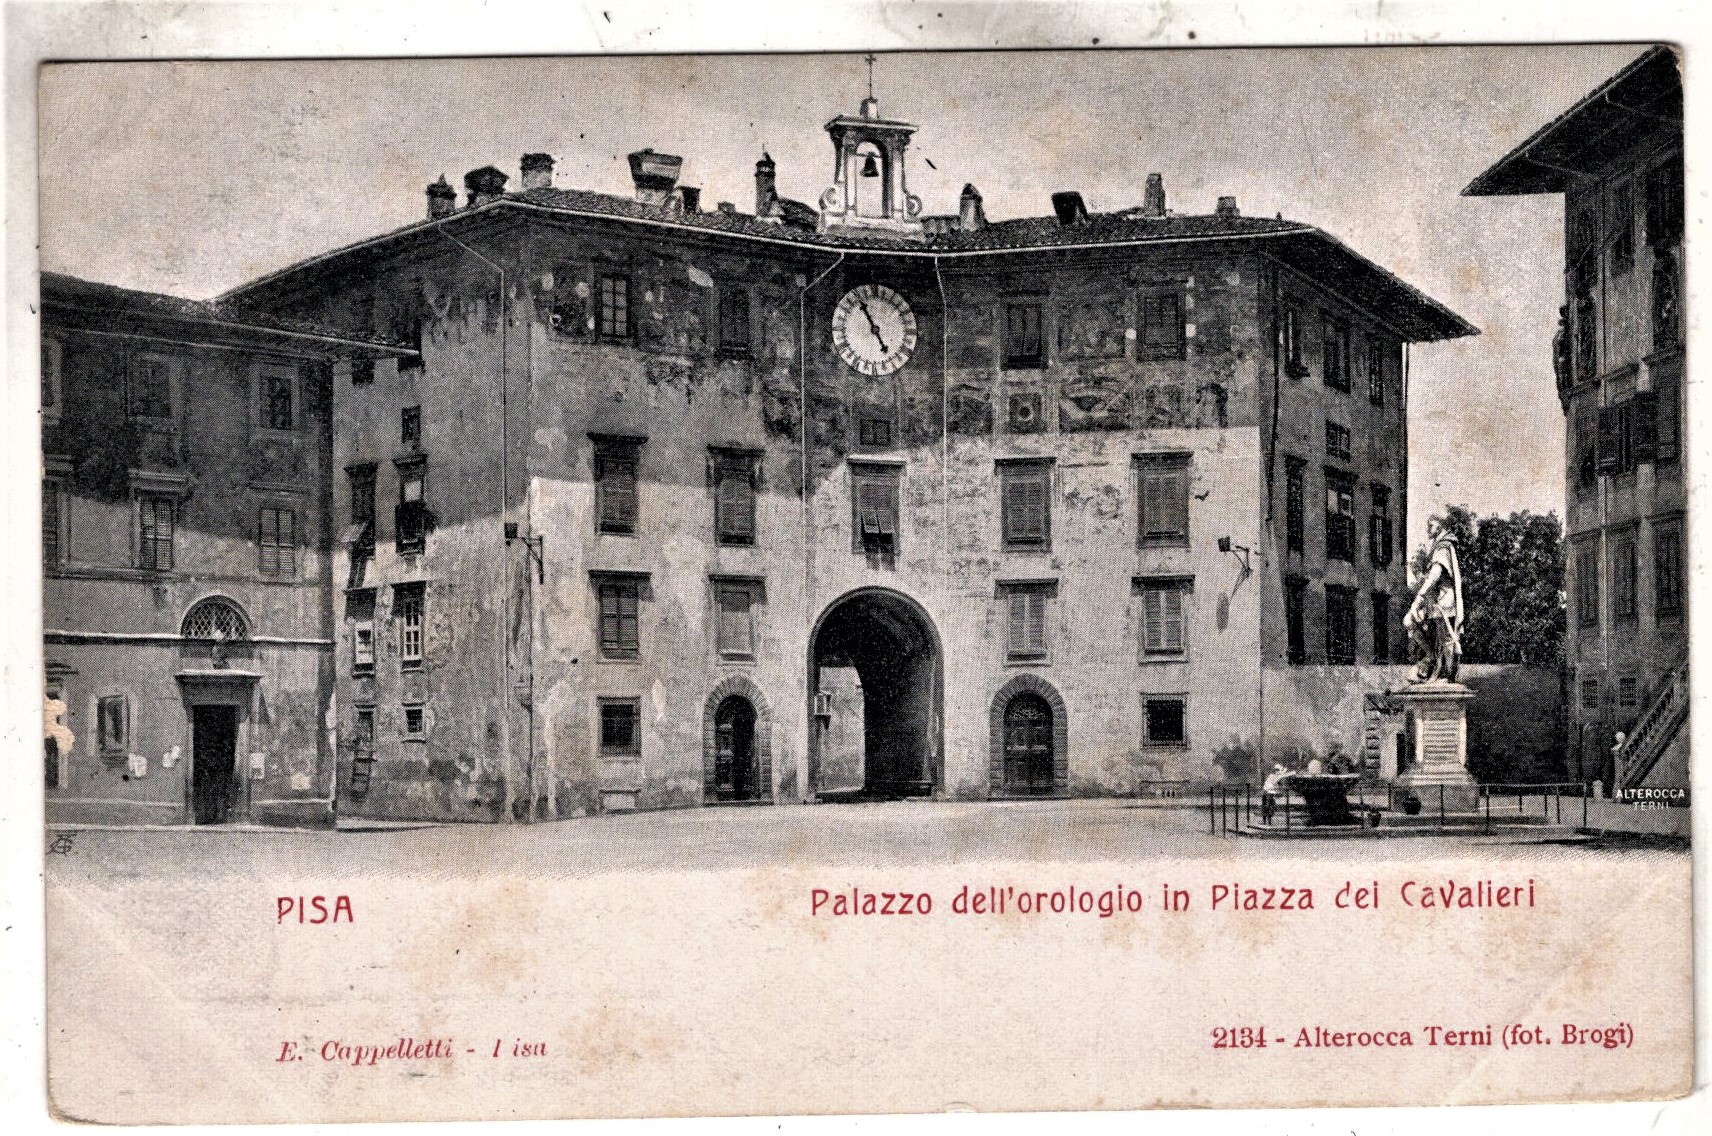 ALTEROCCA
TERNI
PISA
Palazzo dell'orologio in Piazza dei Cavalieri
E. Cappelletti - Pisa
2134 - Alterocca Terni (fot. Brogi)